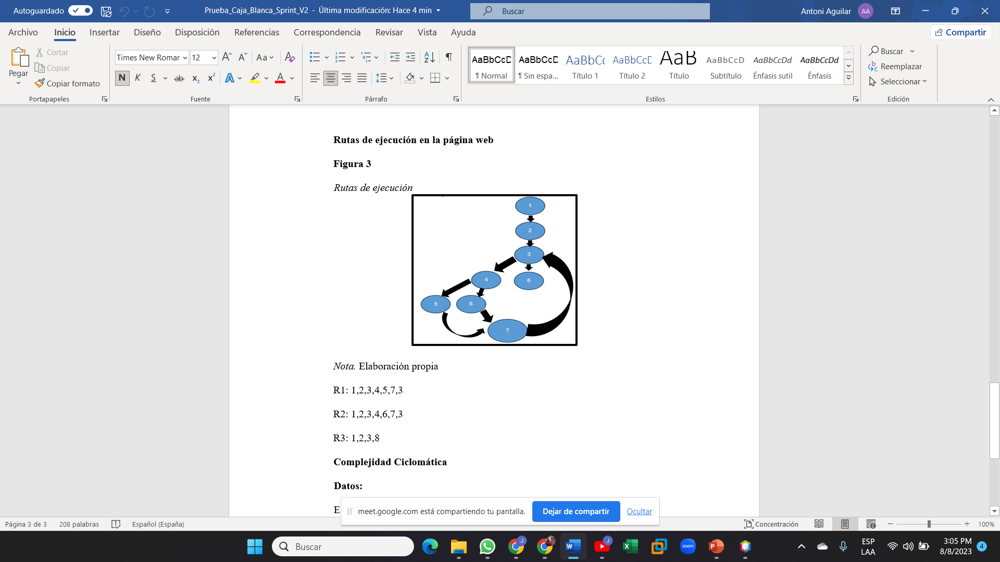 Autoguardado
Prueba_Caja_Blanca_Sprint_V2 - Última modificación: Hace 4 min
Buscar
Antoni Aguilar AA
Archivo Inicio Insertar Diseño Disposición Referencias Correspondencia Revisar Vista Ayuda
Compartir
Pegar
Cortar
Copiar
Copiar formato
Portapapeles
Times New Romar 12
Aa
N K S ab x₂ x² A A
Fuente
Párrafo
AaBbCcD AaBbCcD AaBbCc AaBbCcD AaB AaBbCcD AaBbCcDd AaBbCcDd
¶ Normal ¶ Sin espa... Título 1 Título 2 Título Subtítulo Énfasis sutil Énfasis
Estilos
Buscar
Reemplazar
Seleccionar
Edición
Rutas de ejecución en la página web
Figura 3
Rutas de ejecución
1
2
3
4
8
5
6
7
Nota. Elaboración propia
R1: 1,2,3,4,5,7,3
R2: 1,2,3,4,6,7,3
R3: 1,2,3,8
Complejidad Ciclomática
Datos:
E
meet.google.com está compartiendo tu pantalla. Dejar de compartir Ocultar
Página 3 de 3 208 palabras Español (España)
Concentración
100%
Buscar
J
J
zoom
ESP
LAA
3:05 PM
8/8/2023
4